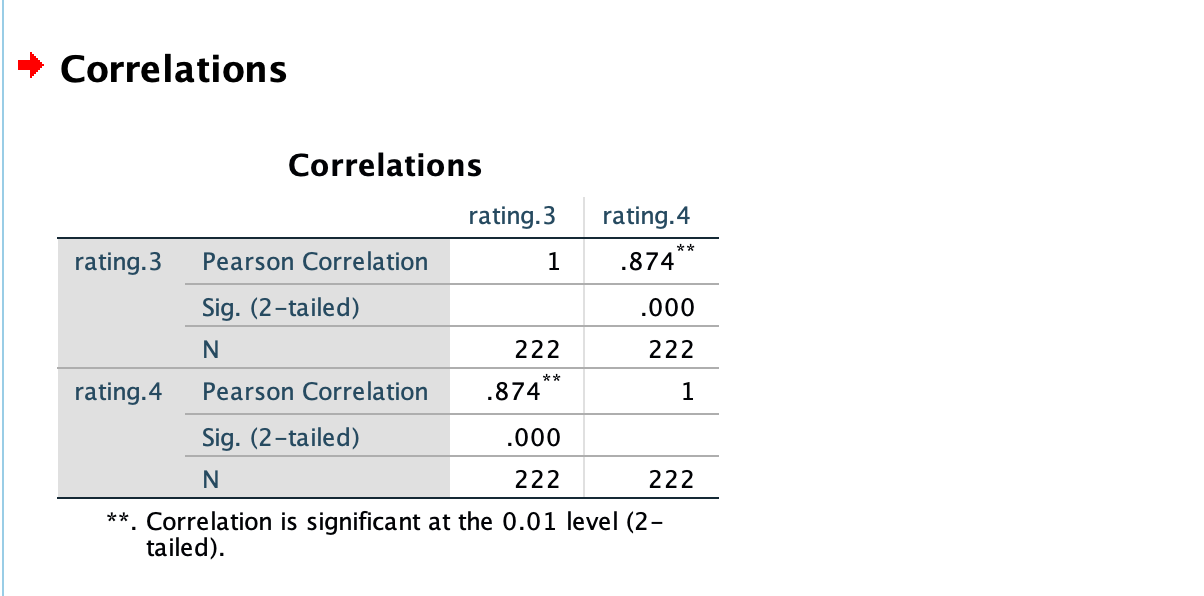 Correlations
Correlations
rating.3 rating.4
rating.3 Pearson Correlation 1 .874**
Sig. (2-tailed) .000
N 222 222
rating.4 Pearson Correlation .874** 1
Sig. (2-tailed) .000
N 222 222
**. Correlation is significant at the 0.01 level (2-
tailed).